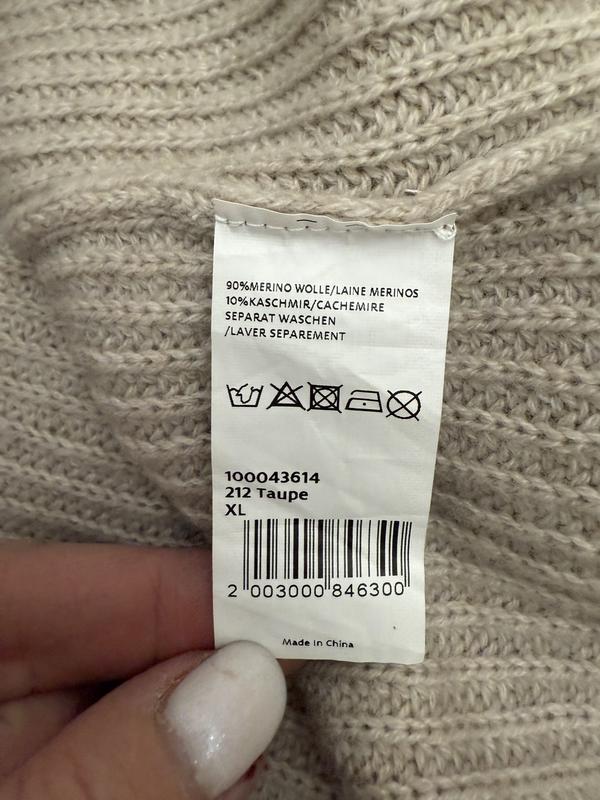 90%MERINO WOLLE/LAINE MERINOS
10%KASCHMIR/CACHEMIRE
SEPARAT WASCHEN
/LAVER SEPAREMENT
100043614
212 Taupe
XL
2 003000 846300
Made in China